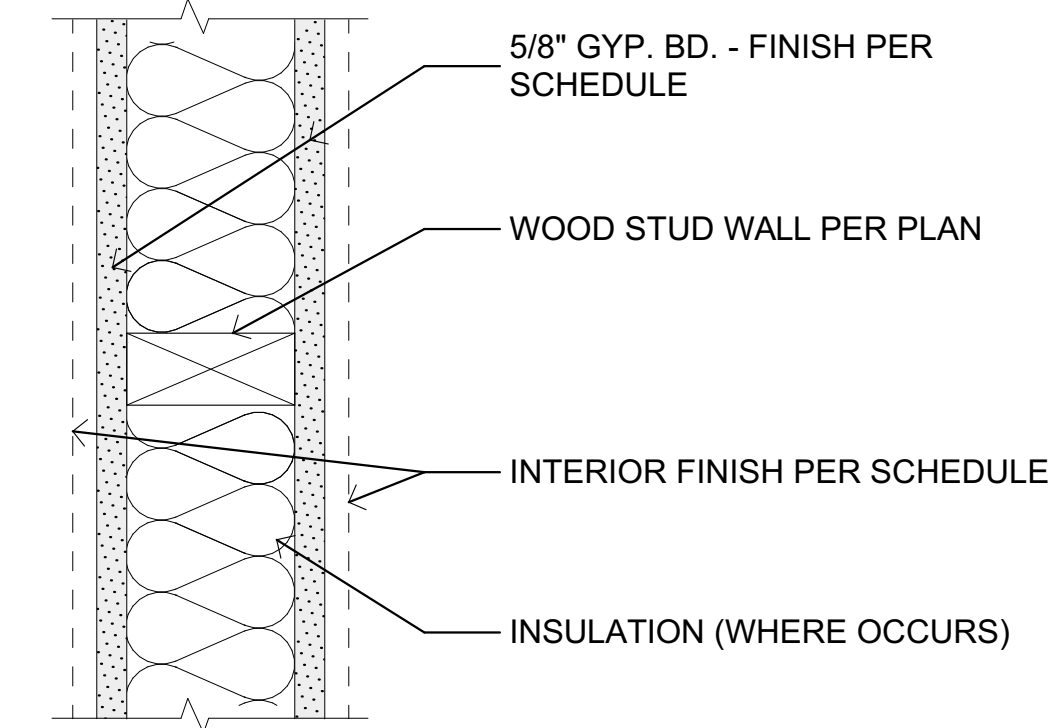 5/8" GYP. BD. - FINISH PER
SCHEDULE
WOOD STUD WALL PER PLAN
INTERIOR FINISH PER SCHEDULE
INSULATION (WHERE OCCURS)